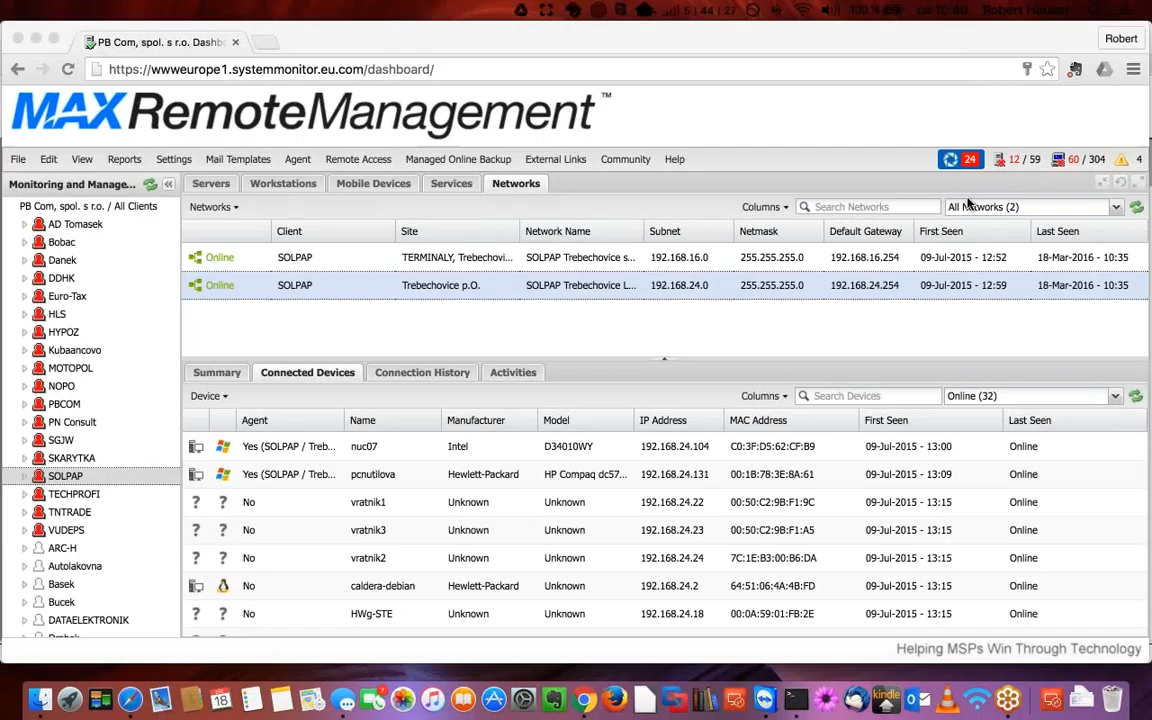 Robert
PB Com, spol. s r.o. Dashb
https://wwweurope1.systemmonitor.eu.com/dashboard/
MAXRemoteManagement™
File Edit View Reports Settings Mail Templates Agent Remote Access Managed Online Backup External Links Community Help 24 12 / 59 60 / 304 4
Monitoring and Manage...
PB Com, spol. s r.o. / All Clients
AD Tomasek
Bobac
Danek
DDHK
Euro-Tax
HLS
HYPOZ
Kubaancovo
MOTOPOL
NOPO
PBCOM
PN Consult
SGJW
SKARYTKA
SOLPAP
TECHPROFI
TNTRADE
VUDEPS
ARC-H
Autolakovna
Basek
Bucek
DATAELEKTRONIK
Servers Workstations Mobile Devices Services Networks
Networks Columns Search Networks All Networks (2)
Client Site Network Name Subnet Netmask Default Gateway First Seen Last Seen
Online SOLPAP TERMINALY, Trebechovi... SOLPAP Trebechovice s... 192.168.16.0 255.255.255.0 192.168.16.254 09-Jul-2015 - 12:52 18-Mar-2016 - 10:35
Online SOLPAP Trebechovice p.O. SOLPAP Trebechovice L... 192.168.24.0 255.255.255.0 192.168.24.254 09-Jul-2015 - 12:59 18-Mar-2016 - 10:35
Summary Connected Devices Connection History Activities
Device Columns Search Devices Online (32)
Agent Name Manufacturer Model IP Address MAC Address First Seen Last Seen
Yes (SOLPAP / Treb... nuc07 Intel D34010WY 192.168.24.104 C0:3F:D5:62:CF:B9 09-Jul-2015 - 13:00 Online
Yes (SOLPAP / Treb... pcnutilova Hewlett-Packard HP Compaq dc57... 192.168.24.131 00:1B:78:3E:8A:61 09-Jul-2015 - 13:09 Online
? ? No vratnik1 Unknown Unknown 192.168.24.22 00:50:C2:9B:F1:9C 09-Jul-2015 - 13:15 Online
? ? No vratnik3 Unknown Unknown 192.168.24.23 00:50:C2:9B:F1:A5 09-Jul-2015 - 13:15 Online
? ? No vratnik2 Unknown Unknown 192.168.24.24 7C:1E:B3:00:B6:DA 09-Jul-2015 - 13:15 Online
No caldera-debian Hewlett-Packard Unknown 192.168.24.2 64:51:06:4A:4B:FD 09-Jul-2015 - 13:15 Online
? ? No HWg-STE Unknown Unknown 192.168.24.18 00:0A:59:01:FB:2E 09-Jul-2015 - 13:15 Online
Helping MSPs Win Through Technology
18
kindle